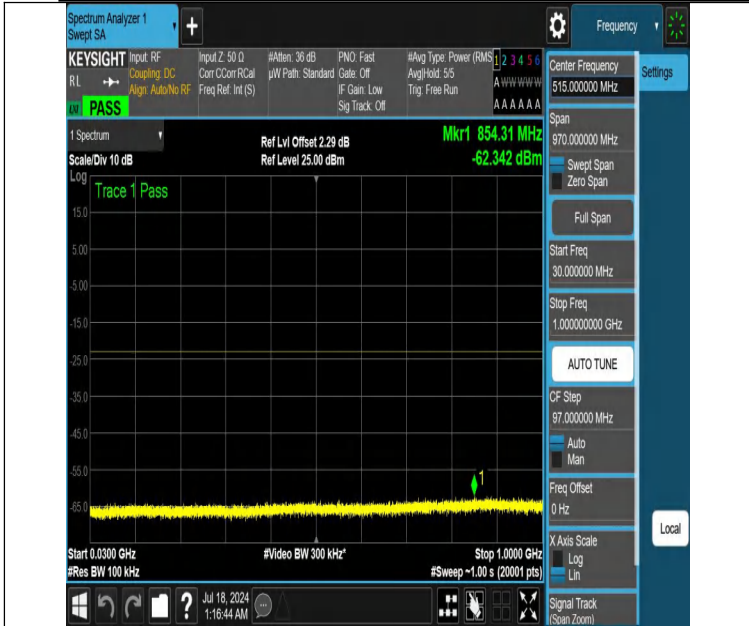 Spectrum Analyzer 1
Swept SA
+
Frequency
KEYSIGHT
RL
LXI
PASS
Input: RF
Coupling: DC
Align: Auto/No RF
Input Z: 50 Ω
Corr CCorr RCal
Freq Ref: Int (S)
#Atten: 36 dB
µW Path: Standard
PNO: Fast
Gate: Off
IF Gain: Low
Sig Track: Off
#Avg Type: Power (RMS
Avg|Hold: 5/5
Trig: Free Run
1 2 3 4 5 6
A W W W W W
A A A A A A
1 Spectrum
Scale/Div 10 dB
Ref Lvl Offset 2.29 dB
Ref Level 25.00 dBm
Mkr1 854.31 MHz
-62.342 dBm
Log
Trace 1 Pass
15.0
5.00
-5.00
-15.0
-25.0
-35.0
-45.0
-55.0
-65.0
1
Start 0.0300 GHz
#Res BW 100 kHz
#Video BW 300 kHz*
Stop 1.0000 GHz
#Sweep ~1.00 s (20001 pts)
?
Jul 18, 2024
1:16:44 AM
Center Frequency
515.000000 MHz
Span
970.000000 MHz
Swept Span
Zero Span
Full Span
Start Freq
30.000000 MHz
Stop Freq
1.000000000 GHz
AUTO TUNE
CF Step
97.000000 MHz
Auto
Man
Freq Offset
0 Hz
X Axis Scale
Log
Lin
Signal Track
(Span Zoom)
Settings
Local